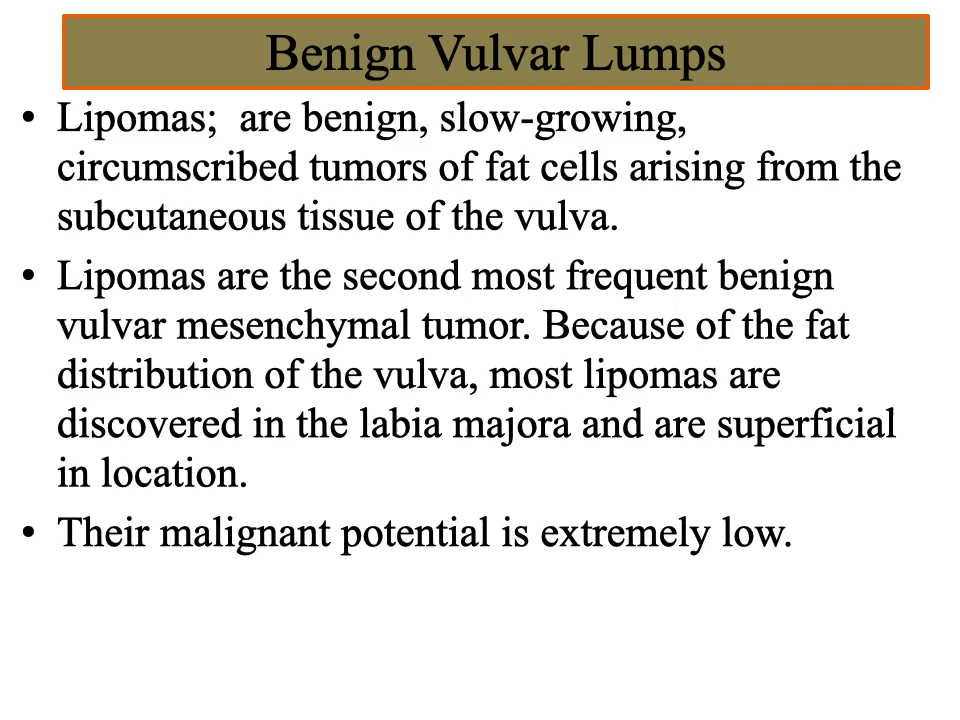 Benign Vulvar Lumps
• Lipomas;  are benign, slow-growing,
circumscribed tumors of fat cells arising from the
subcutaneous tissue of the vulva.
• Lipomas are the second most frequent benign
vulvar mesenchymal tumor. Because of the fat
distribution of the vulva, most lipomas are
discovered in the labia majora and are superficial
in location.
• Their malignant potential is extremely low.